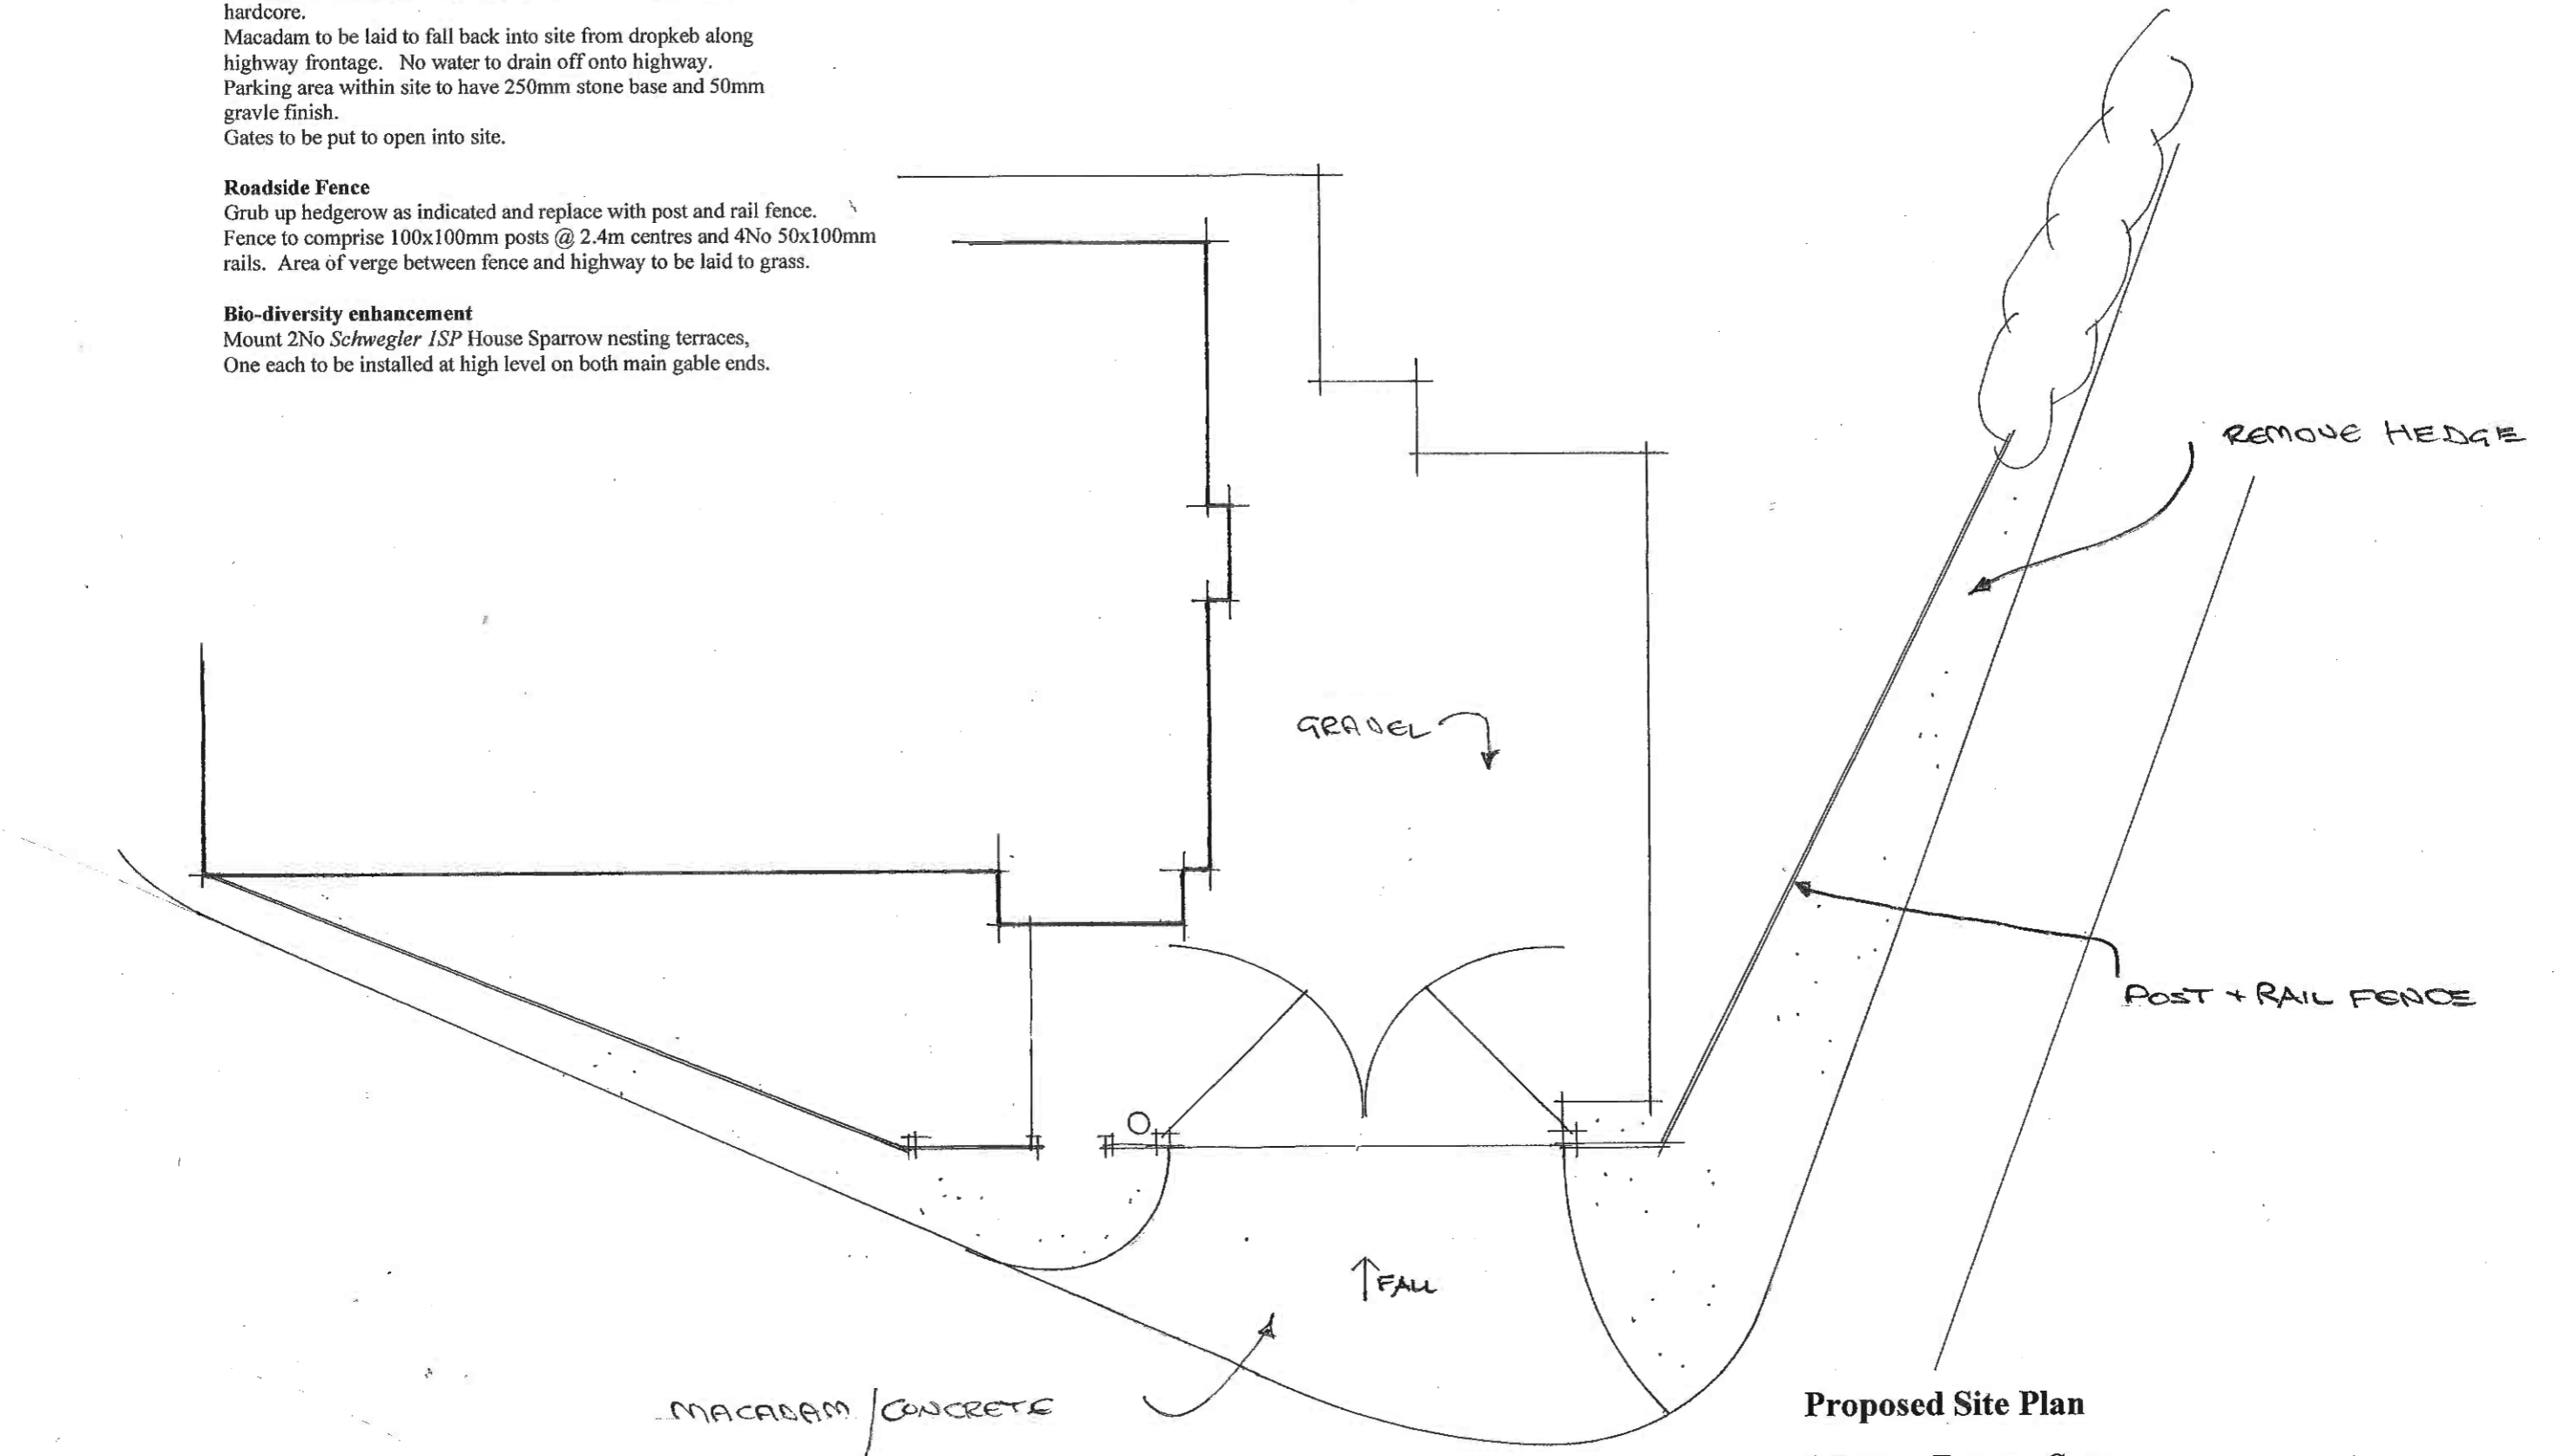 hardcore.
Macadam to be laid to fall back into site from dropkeb along
highway frontage. No water to drain off onto highway.
Parking area within site to have 250mm stone base and 50mm
gravle finish.
Gates to be put to open into site.
Roadside Fence
Grub up hedgerow as indicated and replace with post and rail fence.
Fence to comprise 100x100mm posts @ 2.4m centres and 4No 50x100mm
rails. Area of verge between fence and highway to be laid to grass.
Bio-diversity enhancement
Mount 2No Schwegler 1SP House Sparrow nesting terraces,
One each to be installed at high level on both main gable ends.
REMOVE HEDGE
GRAVEL
POST + RAIL FENCE
↑FALL
MACADAM/CONCRETE
Proposed Site Plan